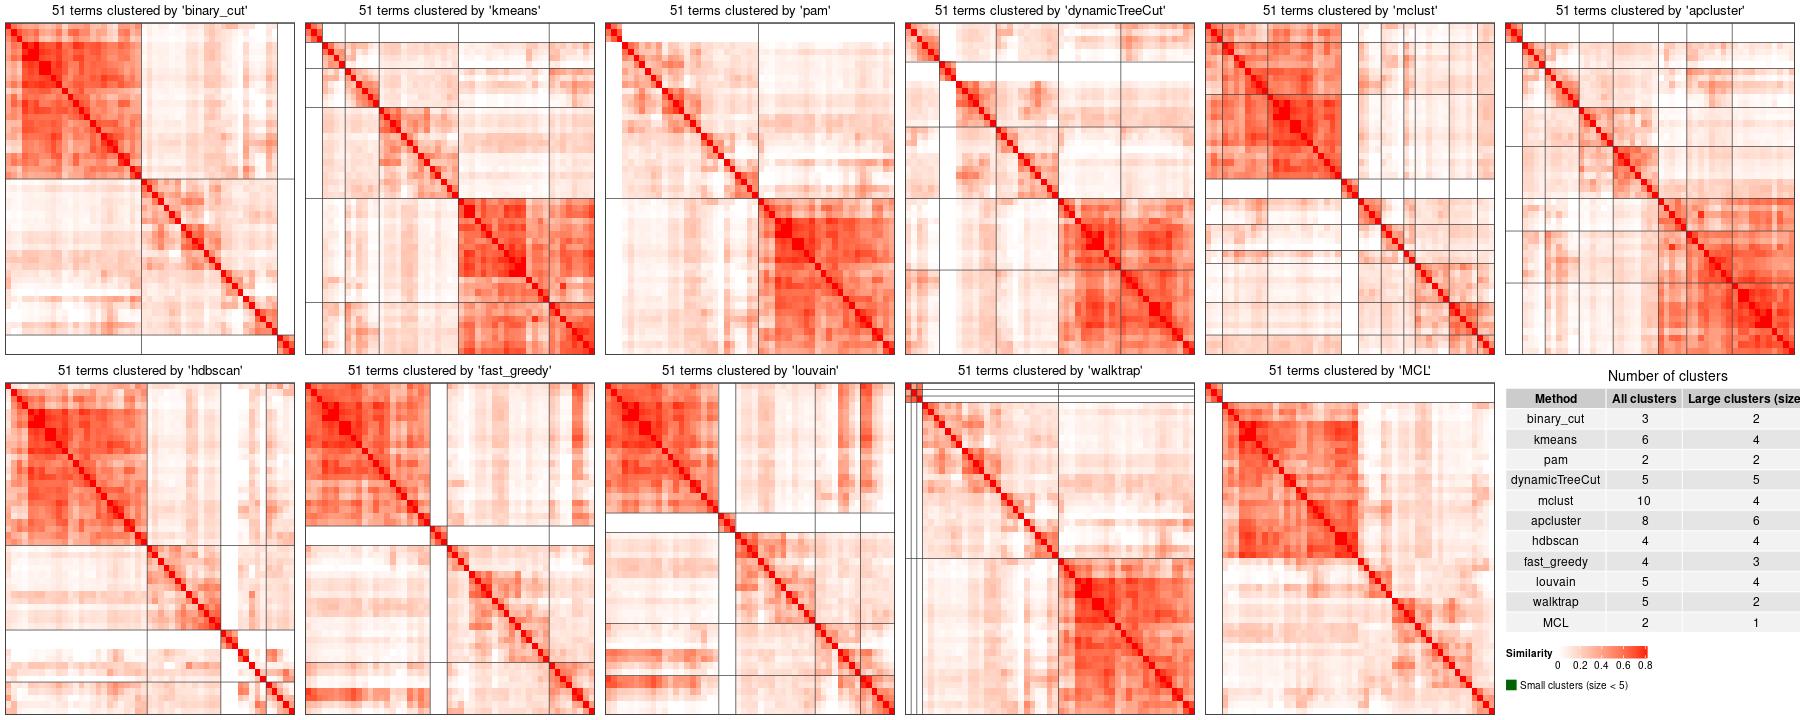 51 terms clustered by 'binary_cut'
51 terms clustered by 'kmeans'
51 terms clustered by 'pam'
51 terms clustered by 'dynamicTreeCut'
51 terms clustered by 'mclust'
51 terms clustered by 'apcluster'
51 terms clustered by 'hdbscan'
51 terms clustered by 'fast_greedy'
51 terms clustered by 'louvain'
51 terms clustered by 'walktrap'
51 terms clustered by 'MCL'
Number of clusters
Method All clusters Large clusters (size
binary_cut 3 2
kmeans 6 4
pam 2 2
dynamicTreeCut 5 5
mclust 10 4
apcluster 8 6
hdbscan 4 4
fast_greedy 4 3
louvain 5 4
walktrap 5 2
MCL 2 1
Similarity
0 0.2 0.4 0.6 0.8
Small clusters (size < 5)